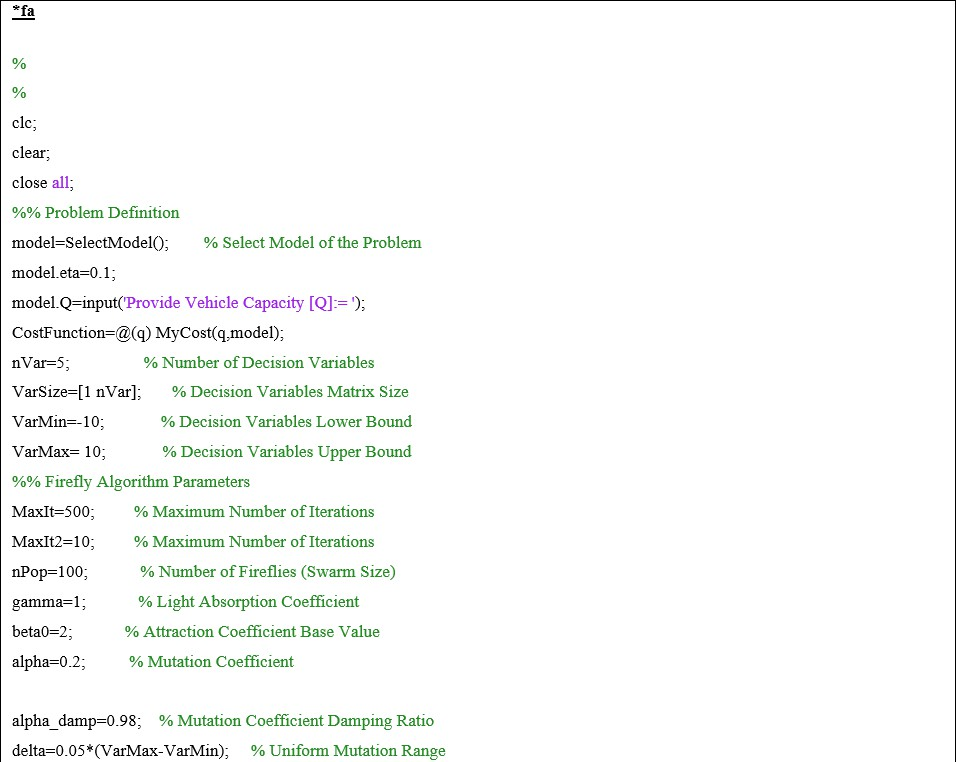 *fa
%
%
clc;
clear;
close all;
%% Problem Definition
model=SelectModel();        % Select Model of the Problem
model.eta=0.1;
model.Q=input('Provide Vehicle Capacity [Q]:= ');
CostFunction=@(q) MyCost(q,model);
nVar=5;                 % Number of Decision Variables
VarSize=[1 nVar];       % Decision Variables Matrix Size
VarMin=-10;             % Decision Variables Lower Bound
VarMax= 10;             % Decision Variables Upper Bound
%% Firefly Algorithm Parameters
MaxIt=500;         % Maximum Number of Iterations
MaxIt2=10;         % Maximum Number of Iterations
nPop=100;            % Number of Fireflies (Swarm Size)
gamma=1;            % Light Absorption Coefficient
beta0=2;            % Attraction Coefficient Base Value
alpha=0.2;          % Mutation Coefficient
alpha_damp=0.98;    % Mutation Coefficient Damping Ratio
delta=0.05*(VarMax-VarMin);     % Uniform Mutation Range